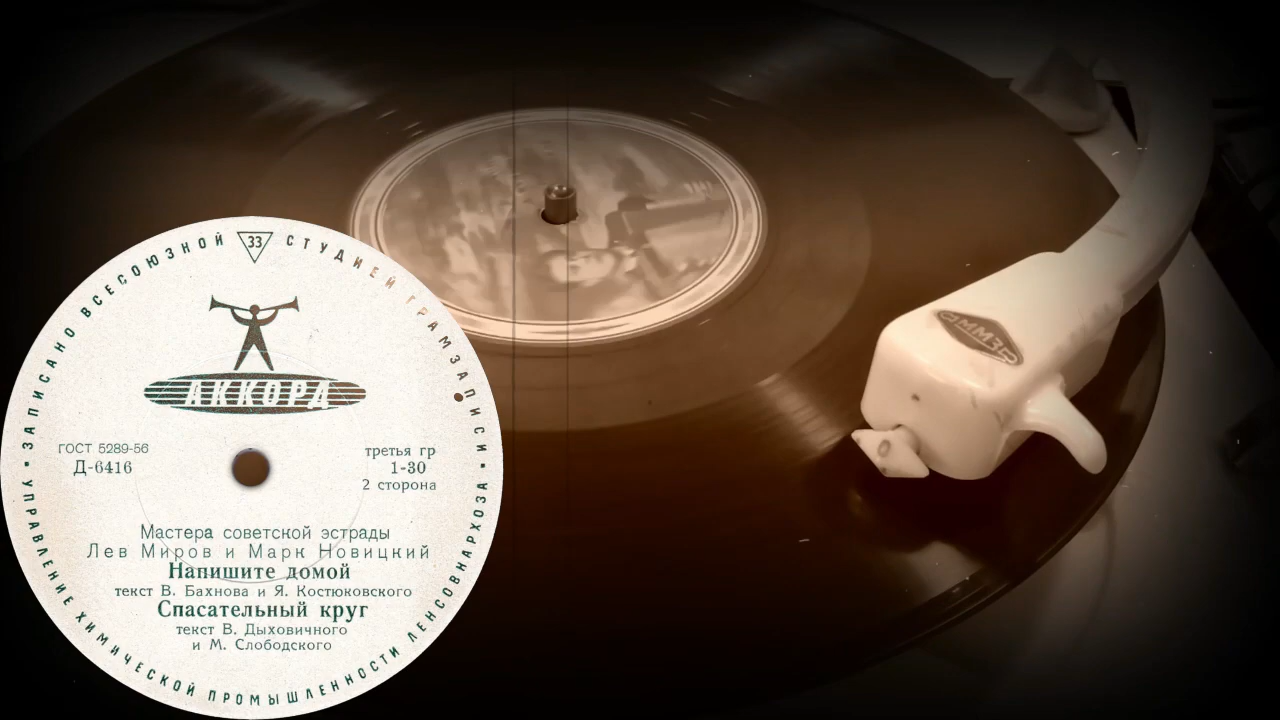 ЗАПИСАНО ВСЕСОЮЗНОЙ СТУДИЕЙ ГРАМЗАПИСИ
33
АККОРД
ГОСТ 5289-56
Д-6416
третья гр
1-30
2 сторона
Мастера советской эстрады
Лев Миров и Марк Новицкий
Напишите домой
текст В. Бахнова и Я. Костюковского
Спасательный круг
текст В. Дыховичного
и М. Слободского
УПРАВЛЕНИЕ ХИМИЧЕСКОЙ ПРОМЫШЛЕННОСТИ ЛЕНСОВНАРХОЗА